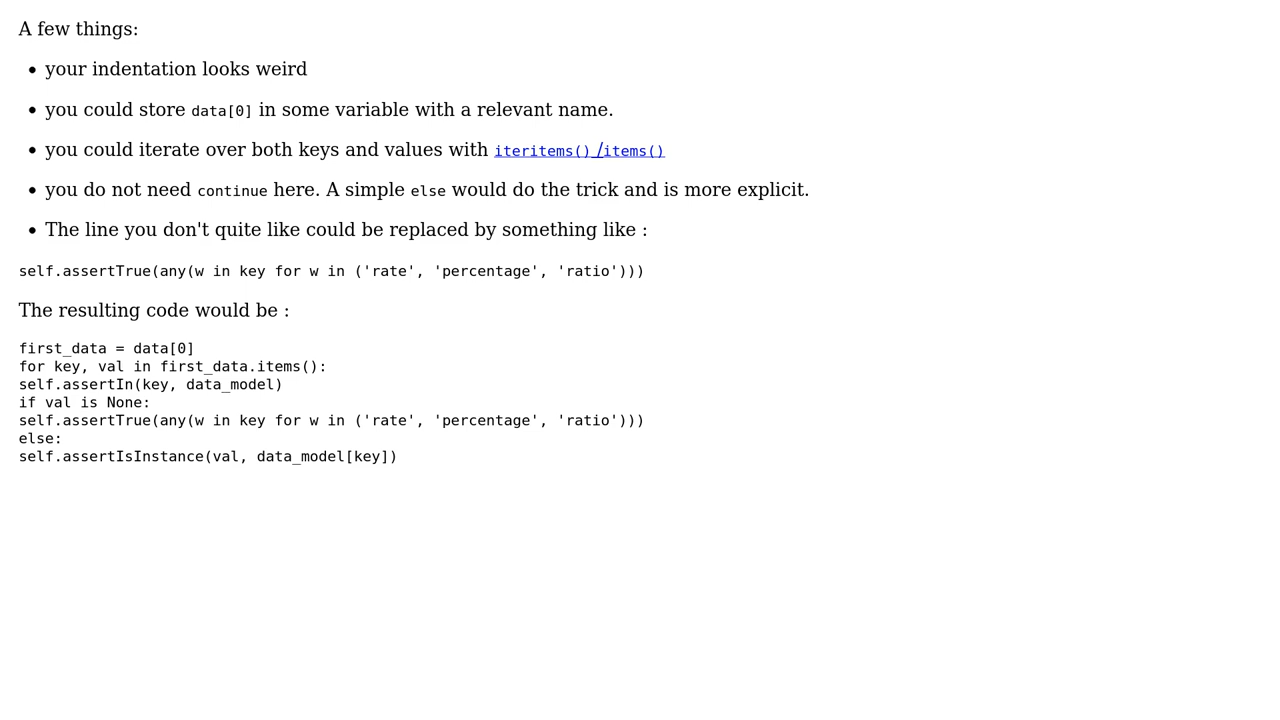 A few things:
your indentation looks weird
you could store data[0] in some variable with a relevant name.
you could iterate over both keys and values with iteritems() /items()
you do not need continue here. A simple else would do the trick and is more explicit.
The line you don't quite like could be replaced by something like :
self.assertTrue(any(w in key for w in ('rate', 'percentage', 'ratio')))
The resulting code would be :
first_data = data[0]
for key, val in first_data.items():
self.assertIn(key, data_model)
if val is None:
self.assertTrue(any(w in key for w in ('rate', 'percentage', 'ratio')))
else:
self.assertIsInstance(val, data_model[key])